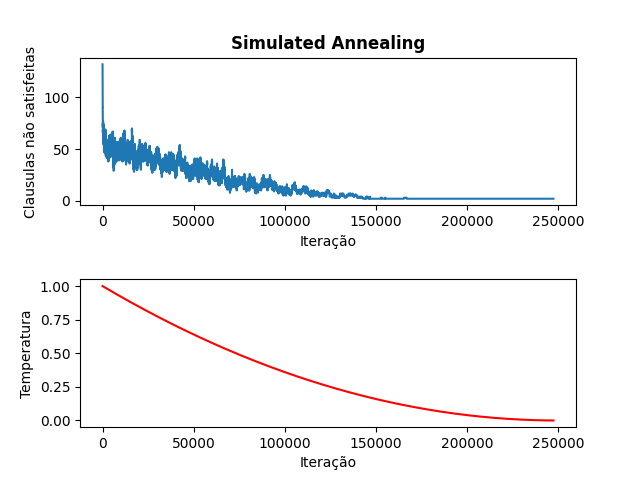 Simulated Annealing
Clausulas não satisfeitas
100
50
0
0 50000 100000 150000 200000 250000
Iteração
Temperatura
1.00
0.75
0.50
0.25
0.00
0 50000 100000 150000 200000 250000
Iteração